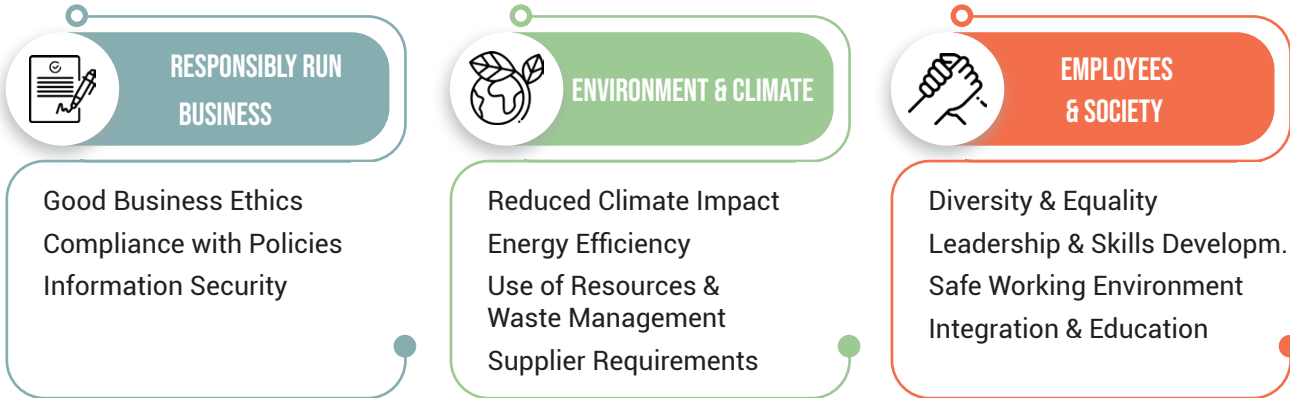 RESPONSIBLY RUN
BUSINESS
Good Business Ethics
Compliance with Policies
Information Security
ENVIRONMENT & CLIMATE
Reduced Climate Impact
Energy Efficiency
Use of Resources &
Waste Management
Supplier Requirements
EMPLOYEES
& SOCIETY
Diversity & Equality
Leadership & Skills Developm.
Safe Working Environment
Integration & Education